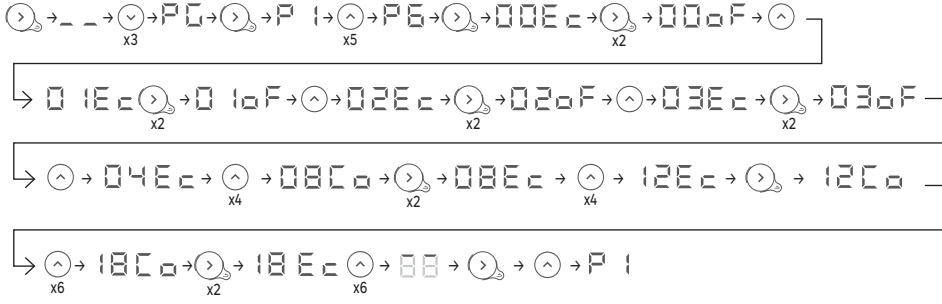 > → _ _ → ⌄ → PG → > → P 1 → ^ → P6 → > → 00Ec → > → 00oF → ^
x3 x5 x2
→ 01Ec > → 01oF → ^ → 02Ec → > → 02oF → ^ → 03Ec → > → 03oF
x2 x2 x2
→ ^ → 04Ec → ^ → 08Co → > → 08Ec → ^ → 12Ec → > → 12Co
x4 x2 x4
→ ^ → 18Co → > → 18Ec ^ → 88 → > → ^ → P 1
x6 x2 x6